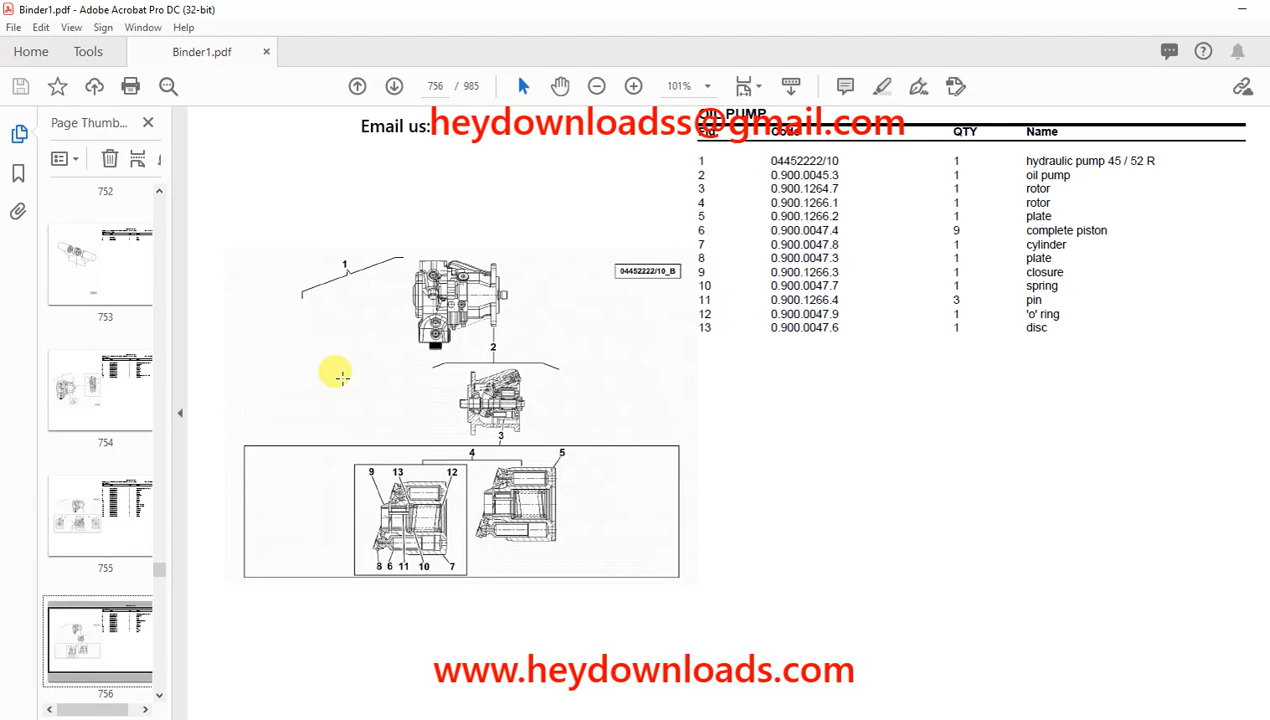 Binder1.pdf - Adobe Acrobat Pro DC (32-bit)
File Edit View Sign Window Help
Home Tools Binder1.pdf ×
756 / 985 101%
Page Thumb...
752
753
754
755
756
Email us: heydownloadss@gmail.com
OIL PUMP
QTY Name
1 04452222/10 1 hydraulic pump 45 / 52 R
2 0.900.0045.3 1 oil pump
3 0.900.1264.7 1 rotor
4 0.900.1266.1 1 rotor
5 0.900.1266.2 1 plate
6 0.900.0047.4 9 complete piston
7 0.900.0047.8 1 cylinder
8 0.900.0047.3 1 plate
9 0.900.1266.3 1 closure
10 0.900.0047.7 1 spring
11 0.900.1266.4 3 pin
12 0.900.0047.9 1 'o' ring
13 0.900.0047.6 1 disc
1
04452222/10_B
2
3
4 5
9 13 12
8 6 11 10 7
www.heydownloads.com